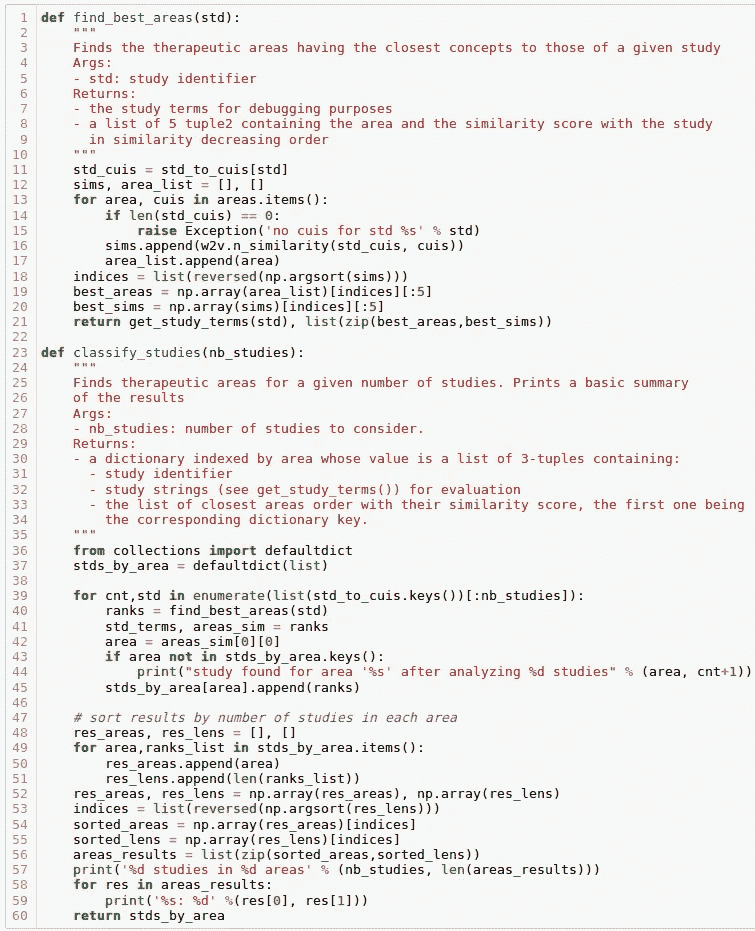 1 def find_best_areas(std):
2     """
3     Finds the therapeutic areas having the closest concepts to those of a given study
4     Args:
5     - std: study identifier
6     Returns:
7     - the study terms for debugging purposes
8     - a list of 5 tuple2 containing the area and the similarity score with the study
9       in similarity decreasing order
10     """
11     std_cuis = std_to_cuis[std]
12     sims, area_list = [], []
13     for area, cuis in areas.items():
14         if len(std_cuis) == 0:
15             raise Exception('no cuis for std %s' % std)
16         sims.append(w2v.n_similarity(std_cuis, cuis))
17         area_list.append(area)
18     indices = list(reversed(np.argsort(sims)))
19     best_areas = np.array(area_list)[indices][:5]
20     best_sims = np.array(sims)[indices][:5]
21     return get_study_terms(std), list(zip(best_areas,best_sims))
22
23 def classify_studies(nb_studies):
24     """
25     Finds therapeutic areas for a given number of studies. Prints a basic summary
26     of the results
27     Args:
28     - nb_studies: number of studies to consider.
29     Returns:
30     - a dictionary indexed by area whose value is a list of 3-tuples containing:
31       - study identifier
32       - study strings (see get_study_terms()) for evaluation
33       - the list of closest areas order with their similarity score, the first one being
34         the corresponding dictionary key.
35     """
36     from collections import defaultdict
37     stds_by_area = defaultdict(list)
38
39     for cnt,std in enumerate(list(std_to_cuis.keys())[:nb_studies]):
40         ranks = find_best_areas(std)
41         std_terms, areas_sim = ranks
42         area = areas_sim[0][0]
43         if area not in stds_by_area.keys():
44             print("study found for area '%s' after analyzing %d studies" % (area, cnt+1))
45         stds_by_area[area].append(ranks)
46
47     # sort results by number of studies in each area
48     res_areas, res_lens = [], []
49     for area,ranks_list in stds_by_area.items():
50         res_areas.append(area)
51         res_lens.append(len(ranks_list))
52     res_areas, res_lens = np.array(res_areas), np.array(res_lens)
53     indices = list(reversed(np.argsort(res_lens)))
54     sorted_areas = np.array(res_areas)[indices]
55     sorted_lens = np.array(res_lens)[indices]
56     areas_results = list(zip(sorted_areas,sorted_lens))
57     print('%d studies in %d areas' % (nb_studies, len(areas_results)))
58     for res in areas_results:
59         print('%s: %d' %(res[0], res[1]))
60     return stds_by_area